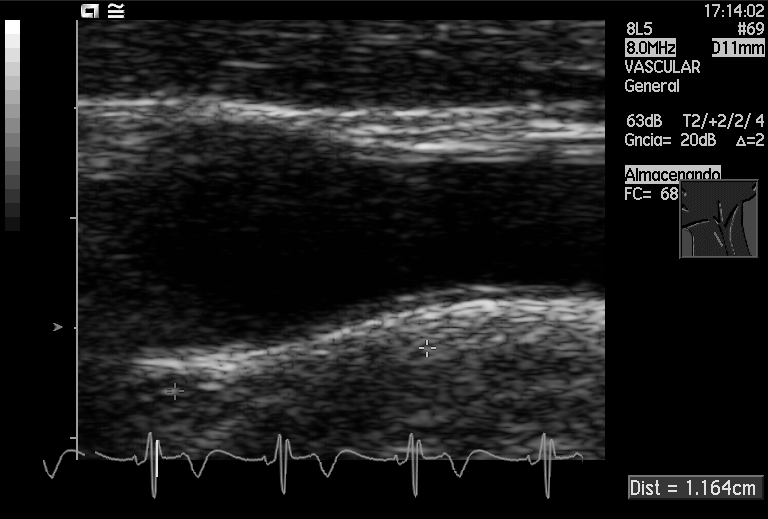 17:14:02
8L5 #69
8.0MHz D11mm
VASCULAR
General
63dB T2/+2/2/4
Gncia= 20dB Δ=2
Almacenando
FC= 68
Dist = 1.164cm